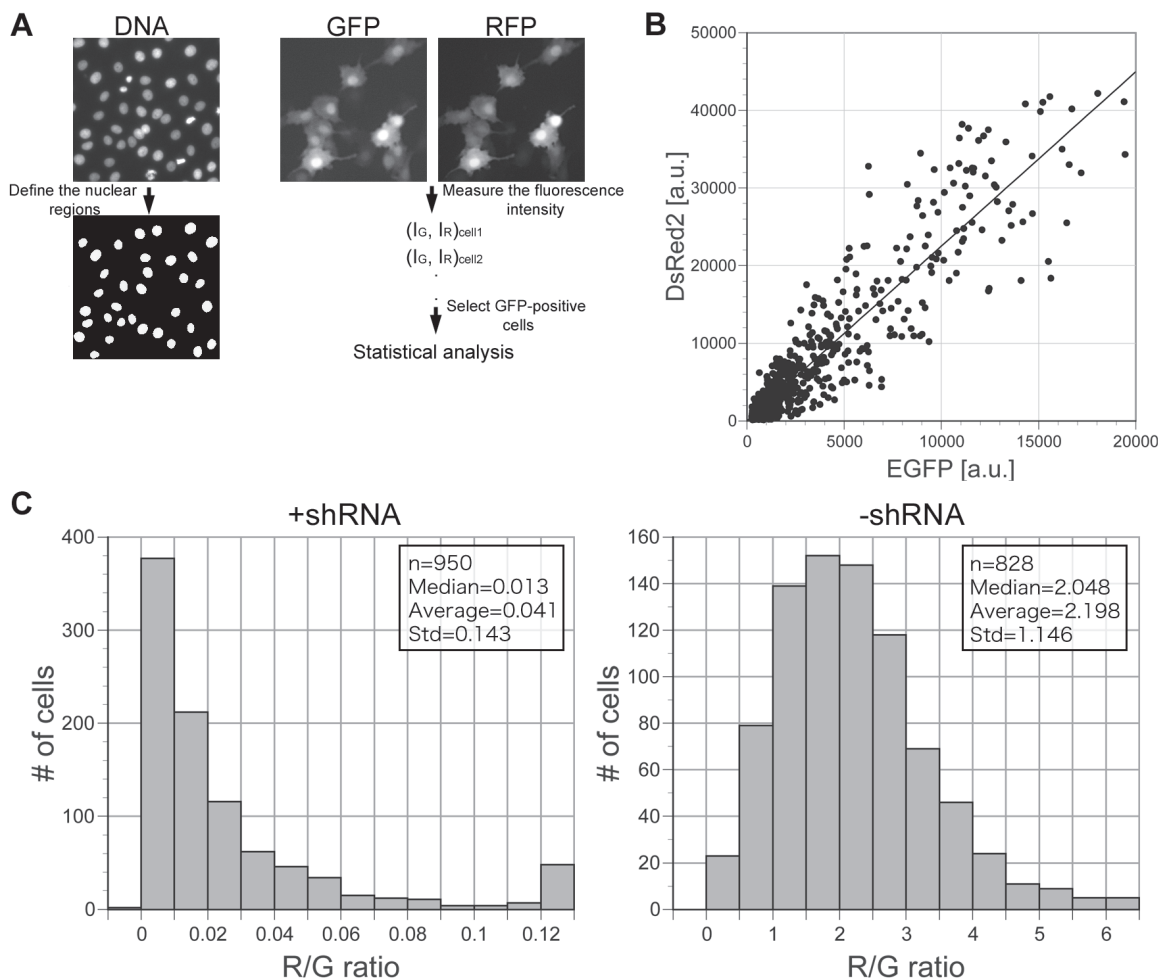 A
DNA
GFP
RFP
Define the nuclear
regions
Measure the fluorescence
intensity
(IG, IR)cell1
(IG, IR)cell2
.
.
Select GFP-positive
cells
Statistical analysis
B
50000
40000
30000
20000
10000
0
DsRed2 [a.u.]
0 5000 10000 15000 20000
EGFP [a.u.]
C
+shRNA
400
300
200
100
0
# of cells
n=950
Median=0.013
Average=0.041
Std=0.143
0 0.02 0.04 0.06 0.08 0.1 0.12
R/G ratio
-shRNA
160
140
120
100
80
60
40
20
0
# of cells
n=828
Median=2.048
Average=2.198
Std=1.146
0 1 2 3 4 5 6
R/G ratio